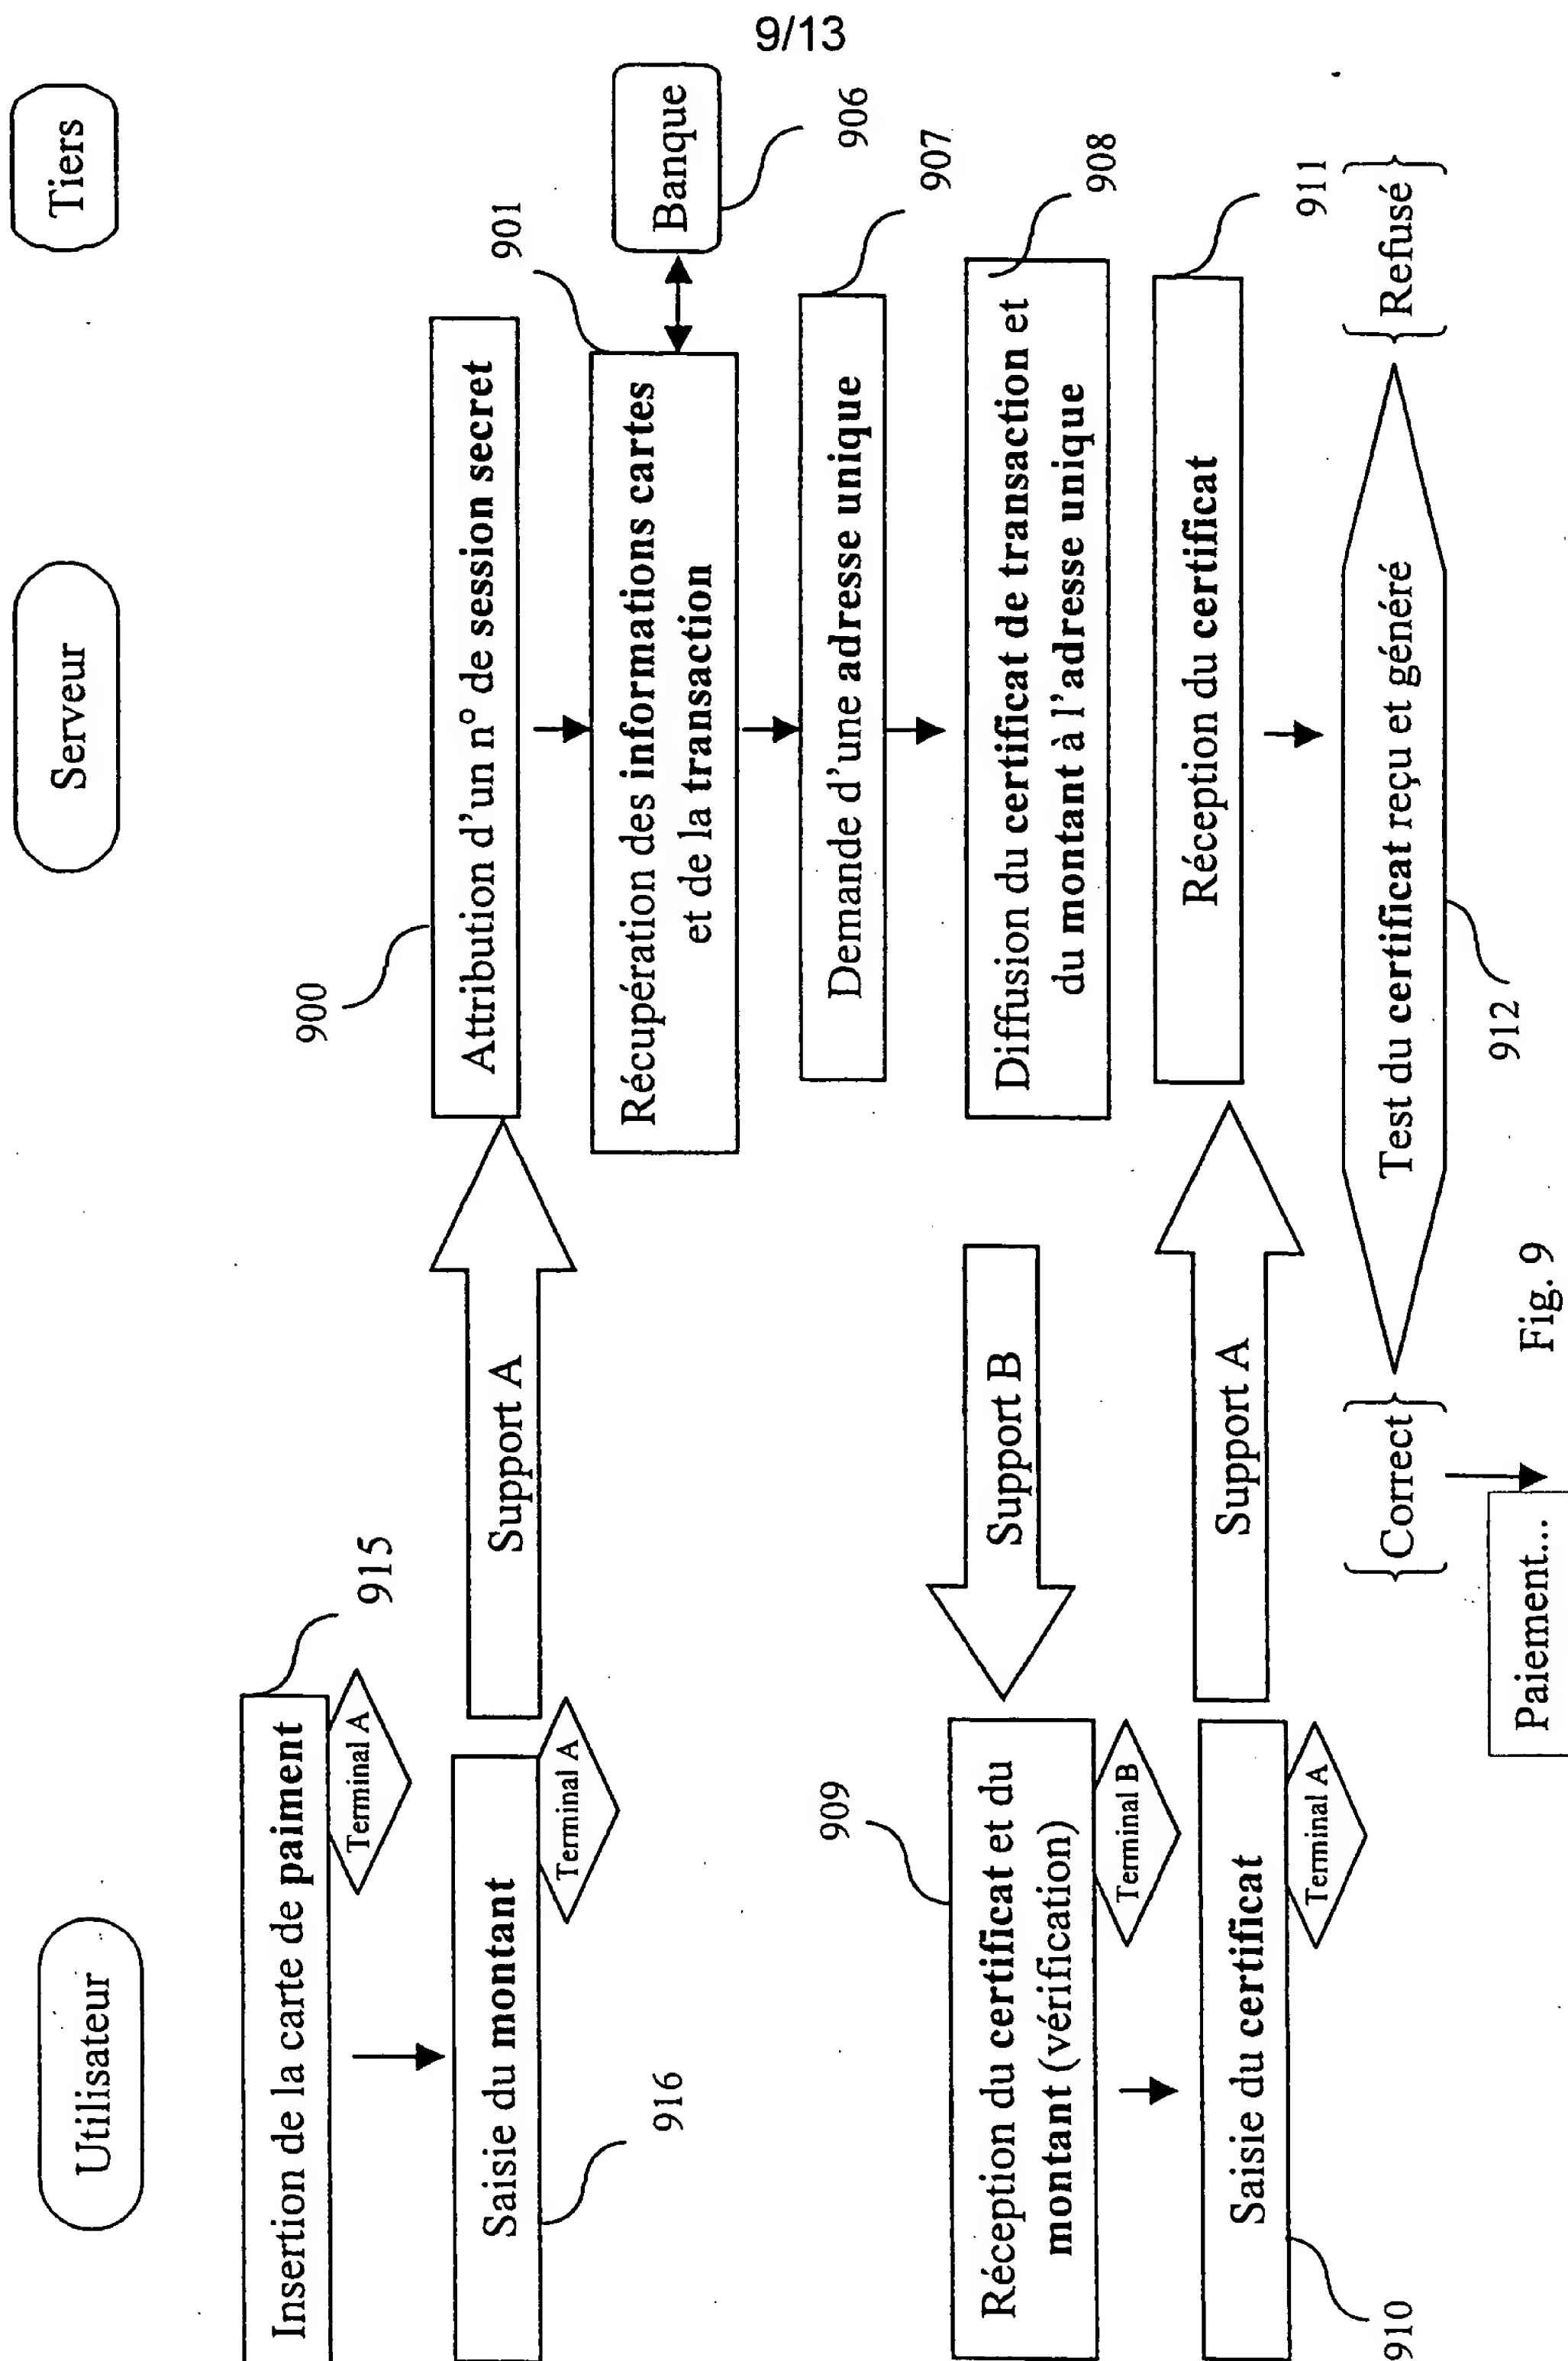 9/13
Utilisateur
Serveur
Tiers
Insertion de la carte de paiment
915
Terminal A
Saisie du montant
916
Terminal A
Support A
900
Attribution d'un n° de session secret
901
Récupération des informations cartes
et de la transaction
Banque
906
Demande d'une adresse unique
907
Diffusion du certificat de transaction et
du montant à l'adresse unique
908
Support B
909
Réception du certificat et du
montant (vérification)
Terminal B
Saisie du certificat
910
Terminal A
Support A
Réception du certificat
911
Test du certificat reçu et généré
912
{Correct}
{Refusé}
Paiement...
Fig. 9